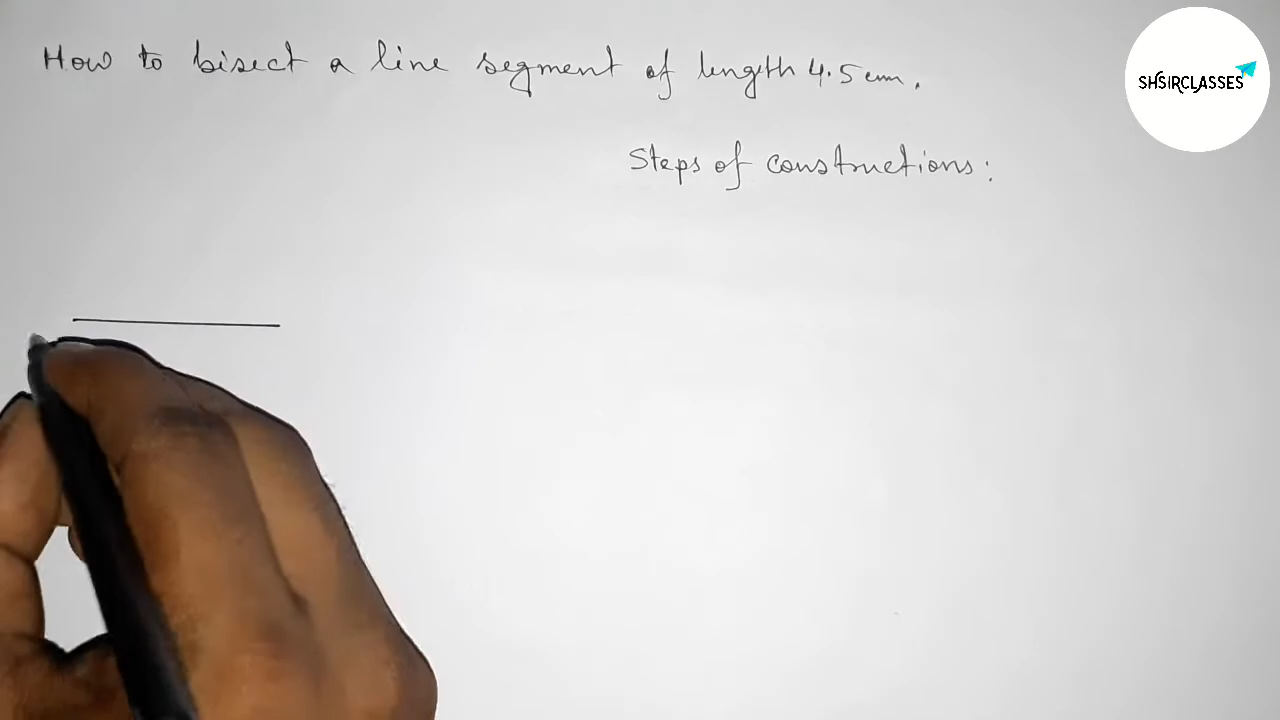 How to bisect a line segment of length 4.5 cm.
SHSIRCLASSES
Steps of constructions: